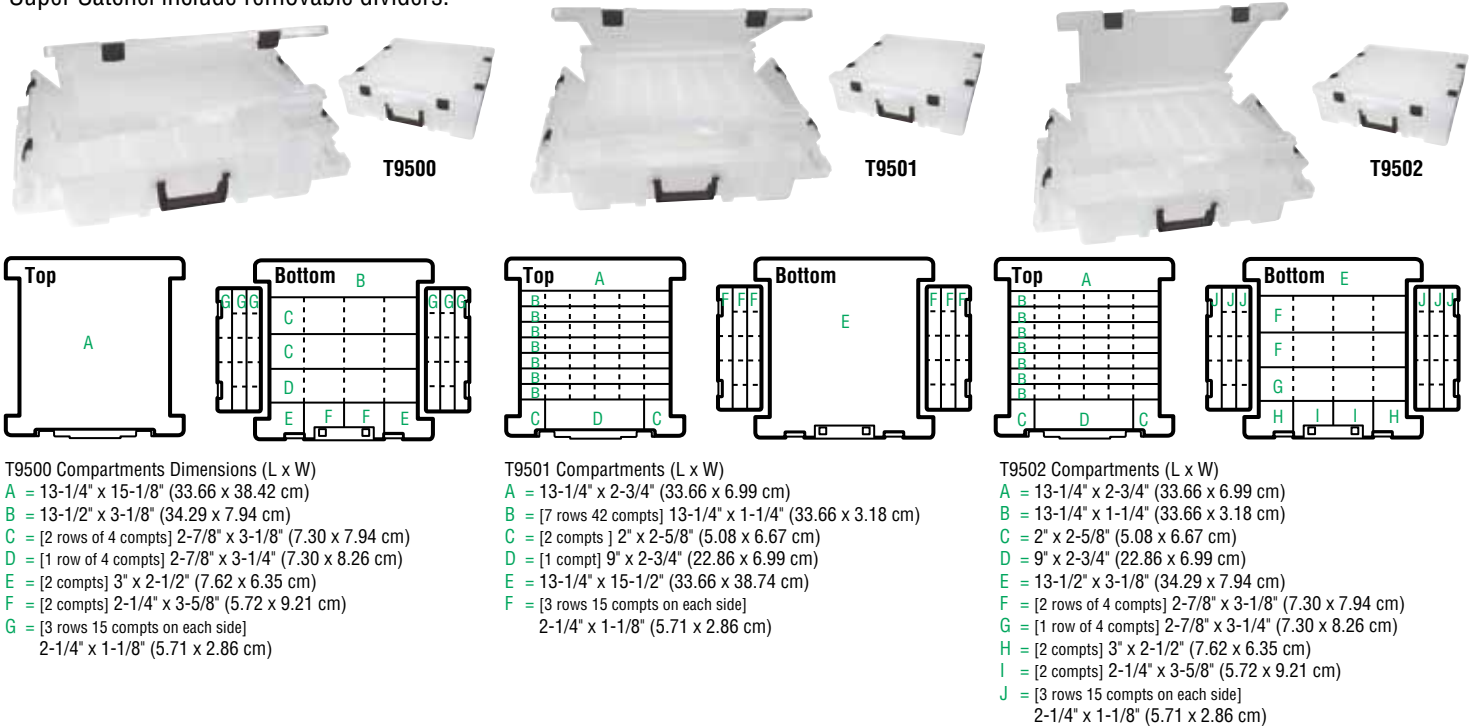 Super Satchel include removable dividers.
T9500
T9501
T9502
Top
A
Bottom
B
C
C
D
E
F
F
E
G G G
G G G
Top
A
B
B
B
B
B
B
B
C
D
C
Bottom
E
F F F
F F F
Top
A
B
B
B
B
B
B
B
C
D
C
Bottom
E
F
F
G
H
I
I
H
J J J
J J J
T9500 Compartments Dimensions (L x W)
A = 13-1/4" x 15-1/8" (33.66 x 38.42 cm)
B = 13-1/2" x 3-1/8" (34.29 x 7.94 cm)
C = [2 rows of 4 compts] 2-7/8" x 3-1/8" (7.30 x 7.94 cm)
D = [1 row of 4 compts] 2-7/8" x 3-1/4" (7.30 x 8.26 cm)
E = [2 compts] 3" x 2-1/2" (7.62 x 6.35 cm)
F = [2 compts] 2-1/4" x 3-5/8" (5.72 x 9.21 cm)
G = [3 rows 15 compts on each side]
2-1/4" x 1-1/8" (5.71 x 2.86 cm)
T9501 Compartments (L x W)
A = 13-1/4" x 2-3/4" (33.66 x 6.99 cm)
B = [7 rows 42 compts] 13-1/4" x 1-1/4" (33.66 x 3.18 cm)
C = [2 compts ] 2" x 2-5/8" (5.08 x 6.67 cm)
D = [1 compt] 9" x 2-3/4" (22.86 x 6.99 cm)
E = 13-1/4" x 15-1/2" (33.66 x 38.74 cm)
F = [3 rows 15 compts on each side]
2-1/4" x 1-1/8" (5.71 x 2.86 cm)
T9502 Compartments (L x W)
A = 13-1/4" x 2-3/4" (33.66 x 6.99 cm)
B = 13-1/4" x 1-1/4" (33.66 x 3.18 cm)
C = 2" x 2-5/8" (5.08 x 6.67 cm)
D = 9" x 2-3/4" (22.86 x 6.99 cm)
E = 13-1/2" x 3-1/8" (34.29 x 7.94 cm)
F = [2 rows of 4 compts] 2-7/8" x 3-1/8" (7.30 x 7.94 cm)
G = [1 row of 4 compts] 2-7/8" x 3-1/4" (7.30 x 8.26 cm)
H = [2 compts] 3" x 2-1/2" (7.62 x 6.35 cm)
I = [2 compts] 2-1/4" x 3-5/8" (5.72 x 9.21 cm)
J = [3 rows 15 compts on each side]
2-1/4" x 1-1/8" (5.71 x 2.86 cm)